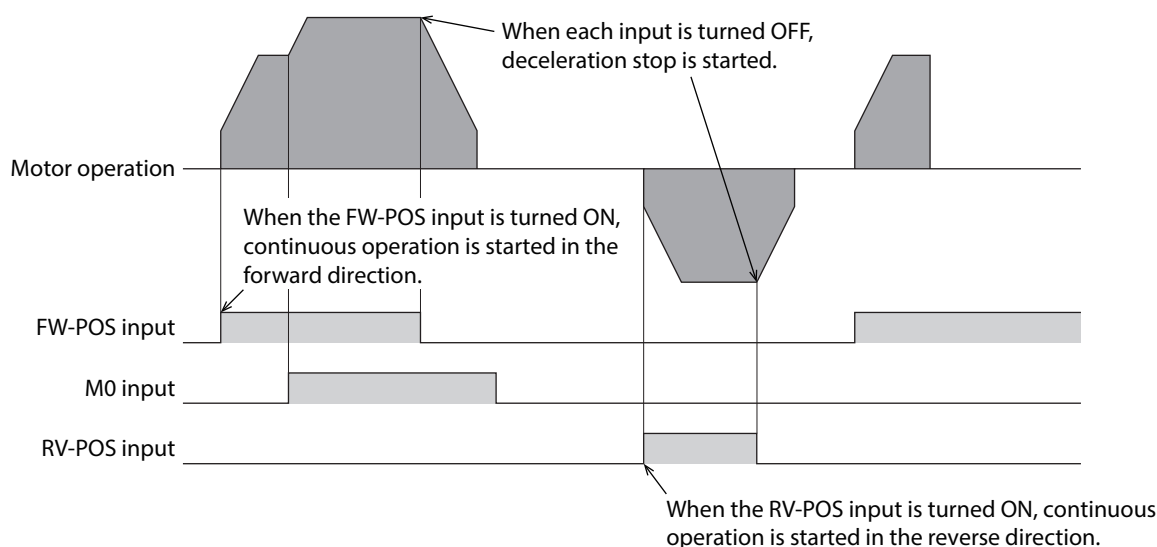 When each input is turned OFF,
deceleration stop is started.
Motor operation
When the FW-POS input is turned ON,
continuous operation is started in the
forward direction.
FW-POS input
M0 input
RV-POS input
When the RV-POS input is turned ON, continuous
operation is started in the reverse direction.